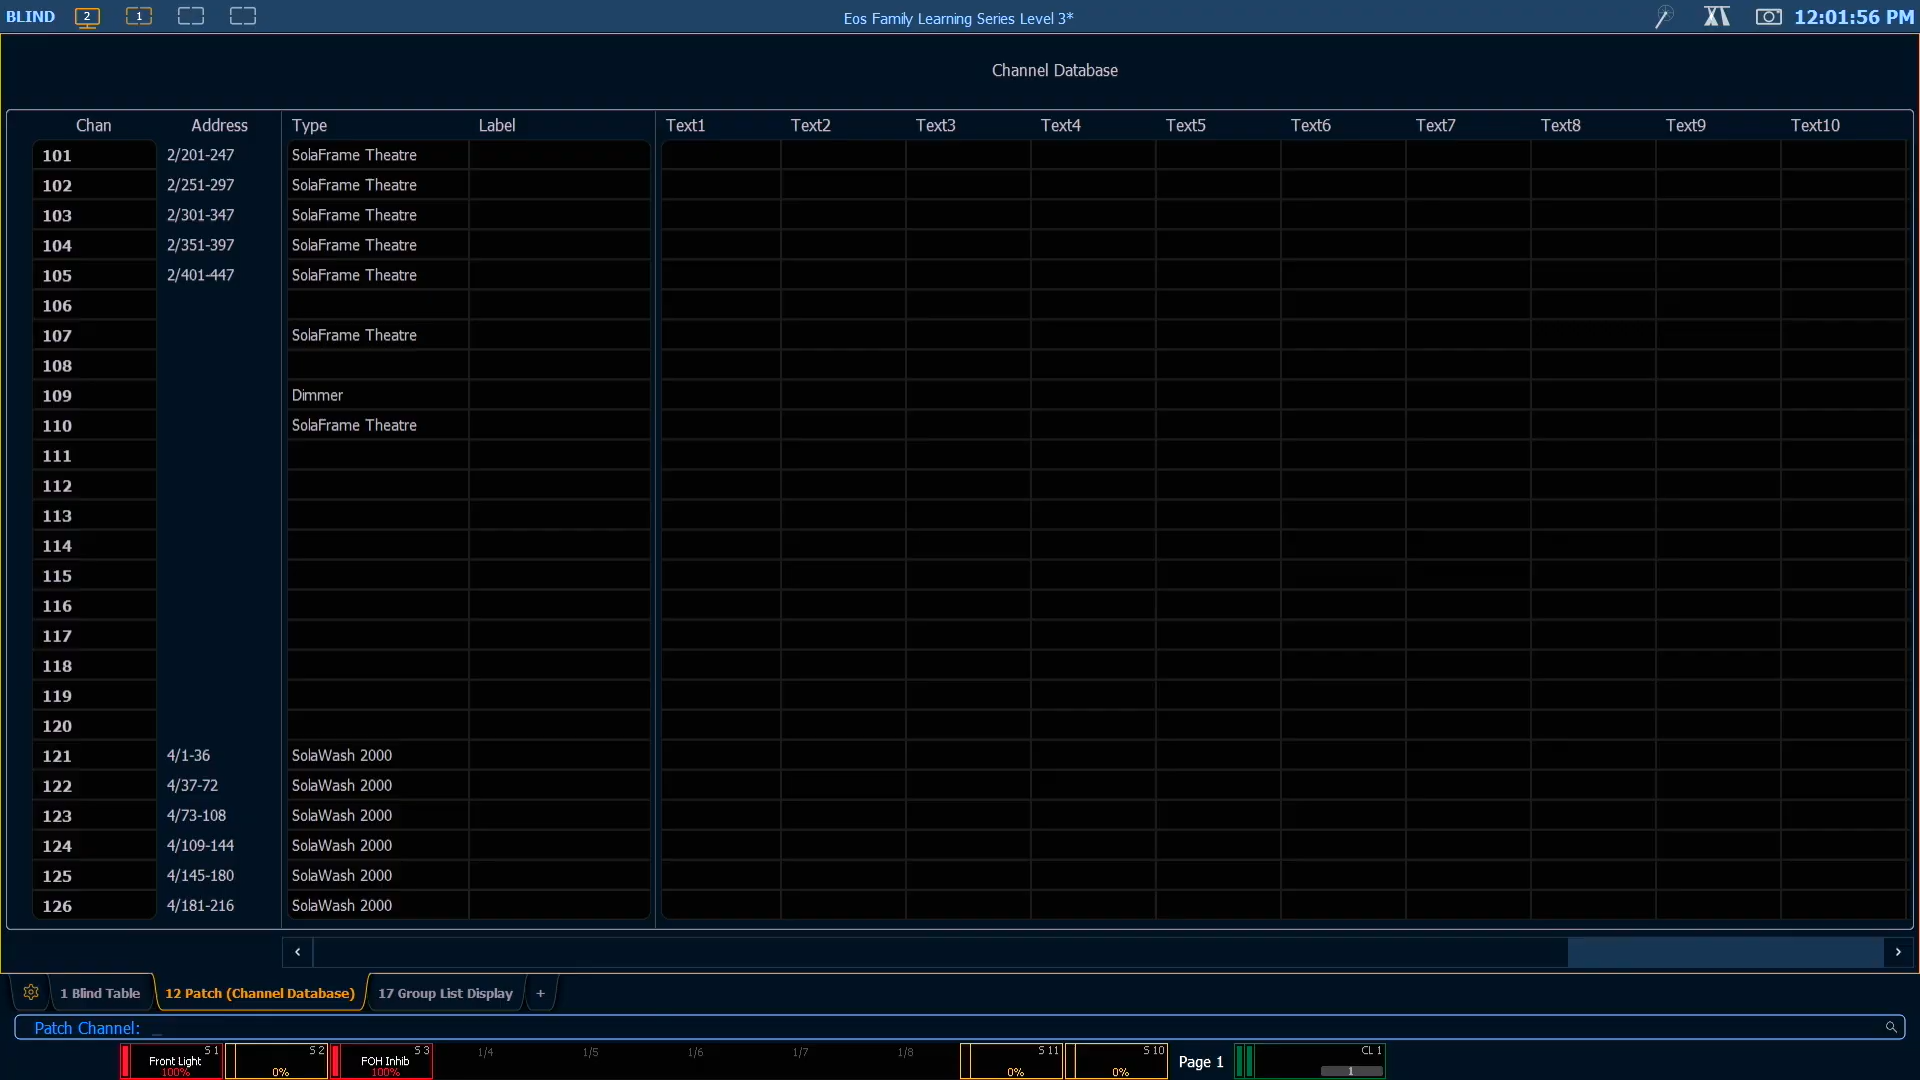 BLIND 2 1 Eos Family Learning Series Level 3* 12:01:56 PM
Channel Database
Chan Address Type Label Text1 Text2 Text3 Text4 Text5 Text6 Text7 Text8 Text9 Text10
101 2/201-247 SolaFrame Theatre
102 2/251-297 SolaFrame Theatre
103 2/301-347 SolaFrame Theatre
104 2/351-397 SolaFrame Theatre
105 2/401-447 SolaFrame Theatre
106
107 SolaFrame Theatre
108
109 Dimmer
110 SolaFrame Theatre
111
112
113
114
115
116
117
118
119
120
121 4/1-36 SolaWash 2000
122 4/37-72 SolaWash 2000
123 4/73-108 SolaWash 2000
124 4/109-144 SolaWash 2000
125 4/145-180 SolaWash 2000
126 4/181-216 SolaWash 2000
1 Blind Table 12 Patch (Channel Database) 17 Group List Display +
Patch Channel: _
S 1 S 2 S 3 1/4 1/5 1/6 1/7 1/8 S 11 S 10 CL 1
Front Light FOH Inhib Page 1
100% 0% 100% 0% 0% 1